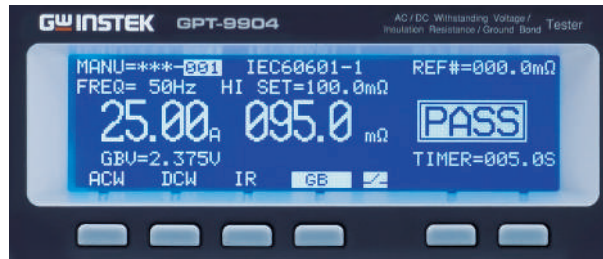 GWINSTEK GPT-9904
AC / DC Withstanding Voltage /
Insulation Resistance / Ground Bond Tester
MANU=***-001 IEC60601-1 REF#=000.0mΩ
FREQ= 50Hz HI SET=100.0mΩ
25.00A 095.0 mΩ PASS
GBV=2.375V TIMER=005.0S
ACW DCW IR GB